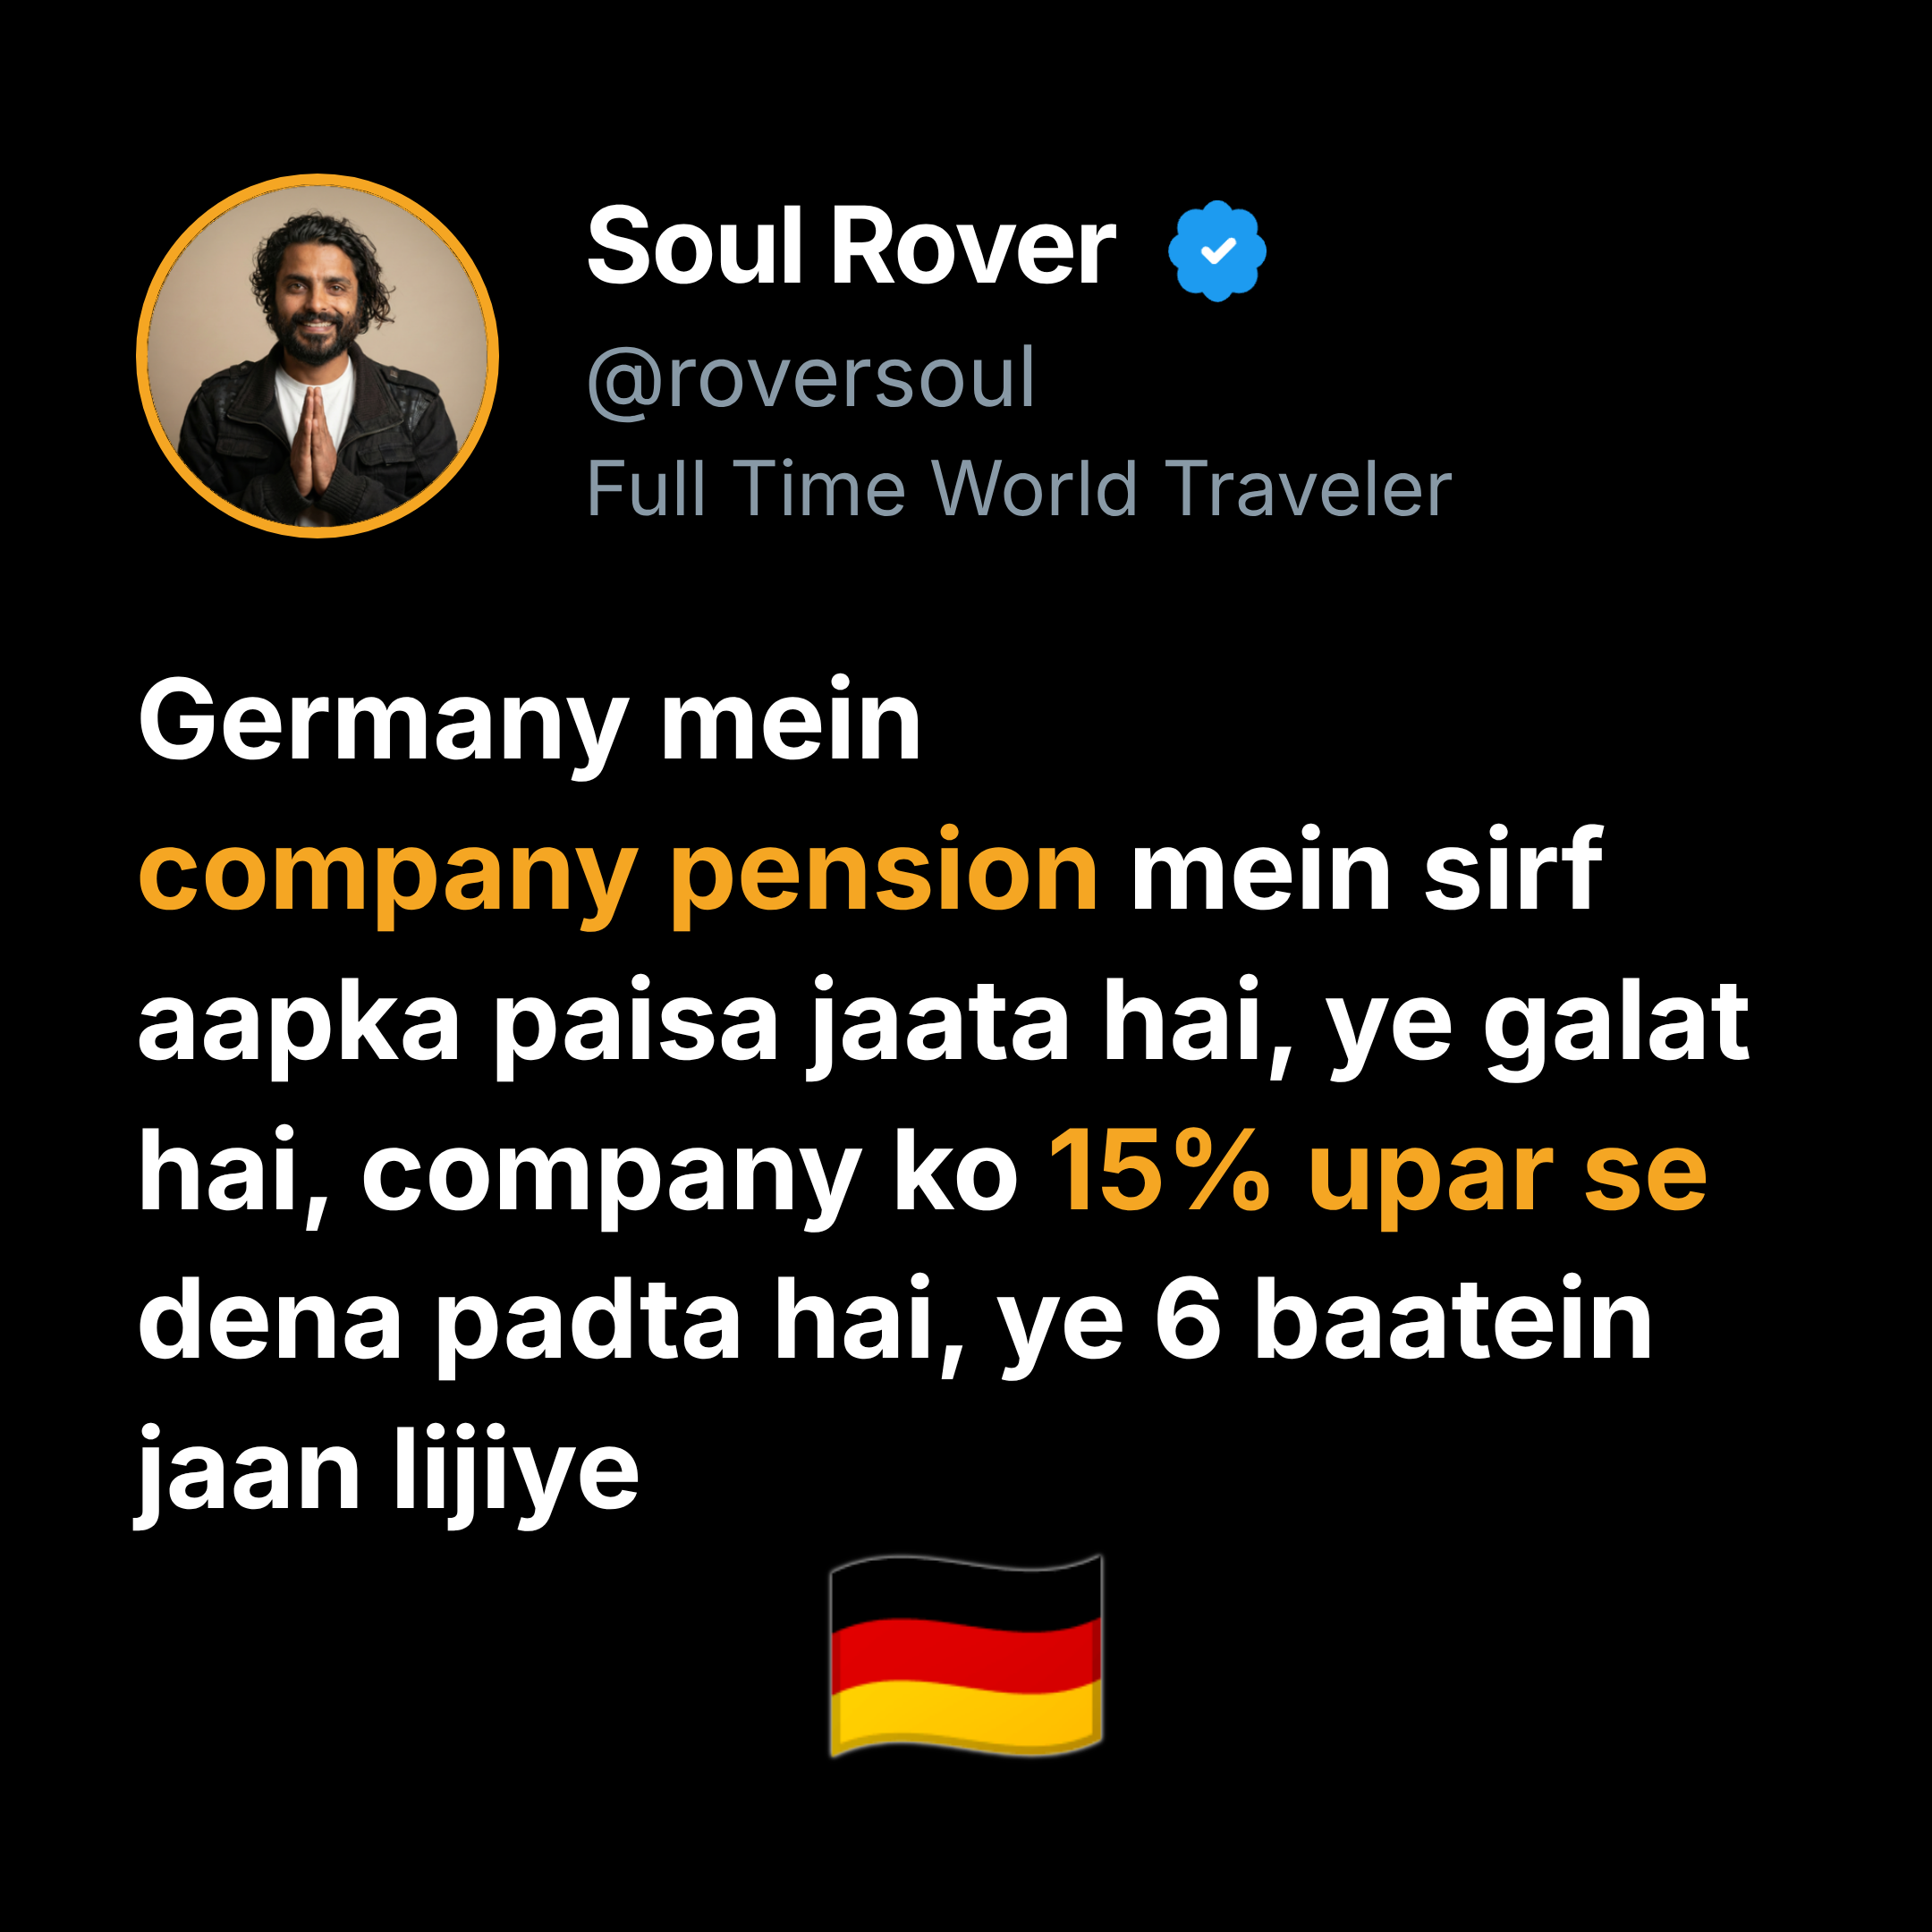 Soul Rover
@roversoul
Full Time World Traveler
Germany mein
company pension mein sirf
aapka paisa jaata hai, ye galat
hai, company ko 15% upar se
dena padta hai, ye 6 baatein
jaan lijiye